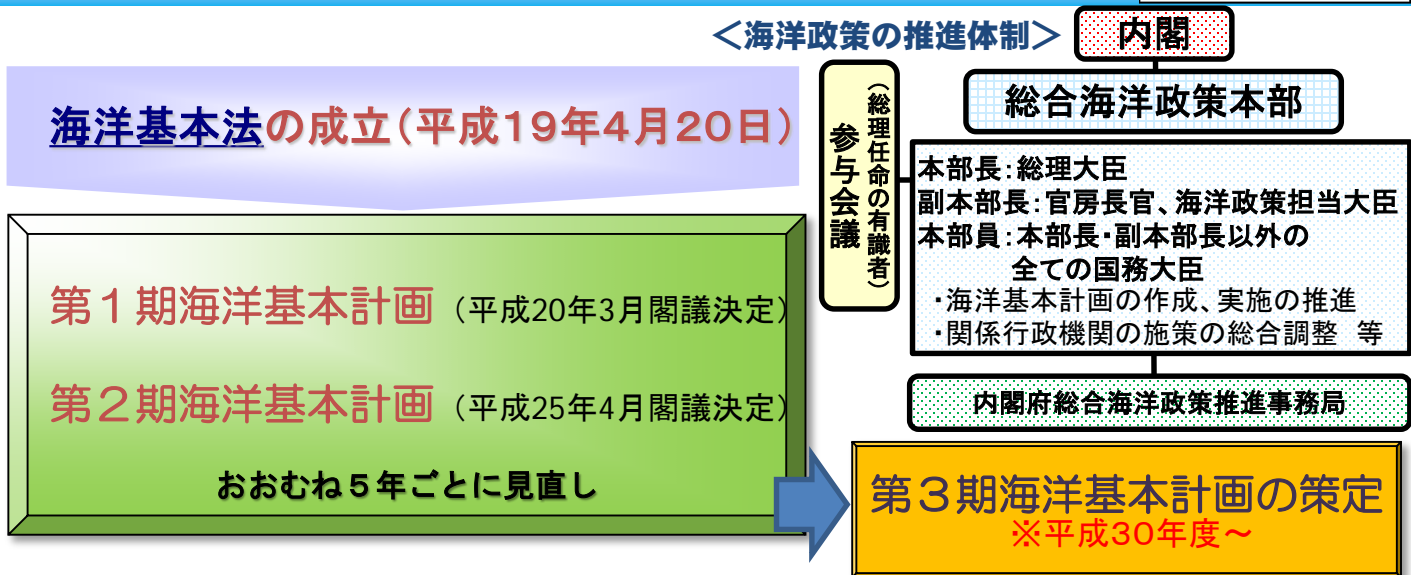 <海洋政策の推進体制>
内閣
総合海洋政策本部
参与会議
(総理任命の有識者)
本部長:総理大臣
副本部長:官房長官、海洋政策担当大臣
本部員:本部長・副本部長以外の
全ての国務大臣
・海洋基本計画の作成、実施の推進
・関係行政機関の施策の総合調整 等
内閣府総合海洋政策推進事務局
海洋基本法の成立(平成19年4月20日)
第1期海洋基本計画(平成20年3月閣議決定)
第2期海洋基本計画(平成25年4月閣議決定)
おおむね5年ごとに見直し
第3期海洋基本計画の策定
※平成30年度~